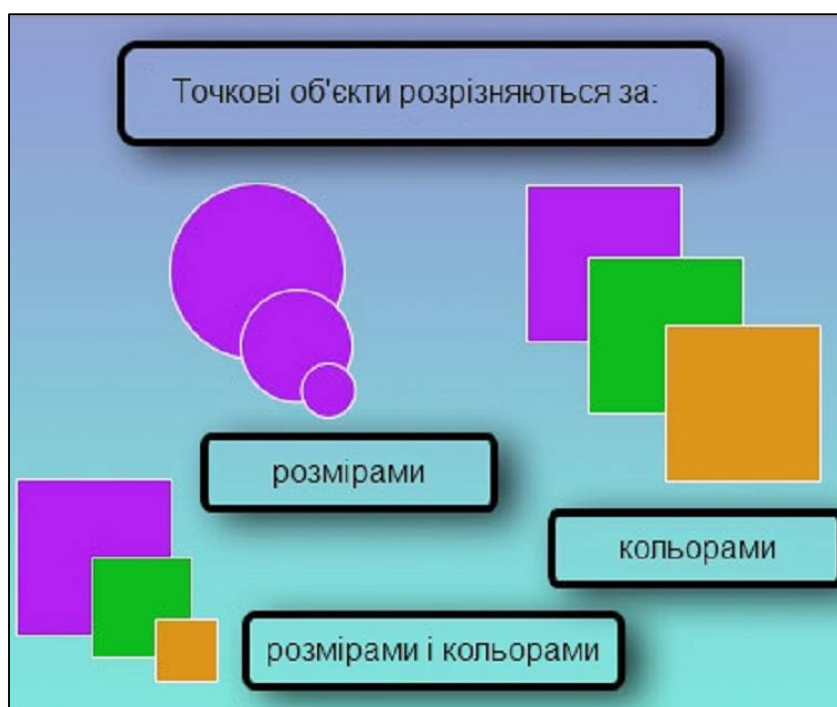 Точкові об'єкти розрізняються за:
розмірами
кольорами
розмірами і кольорами